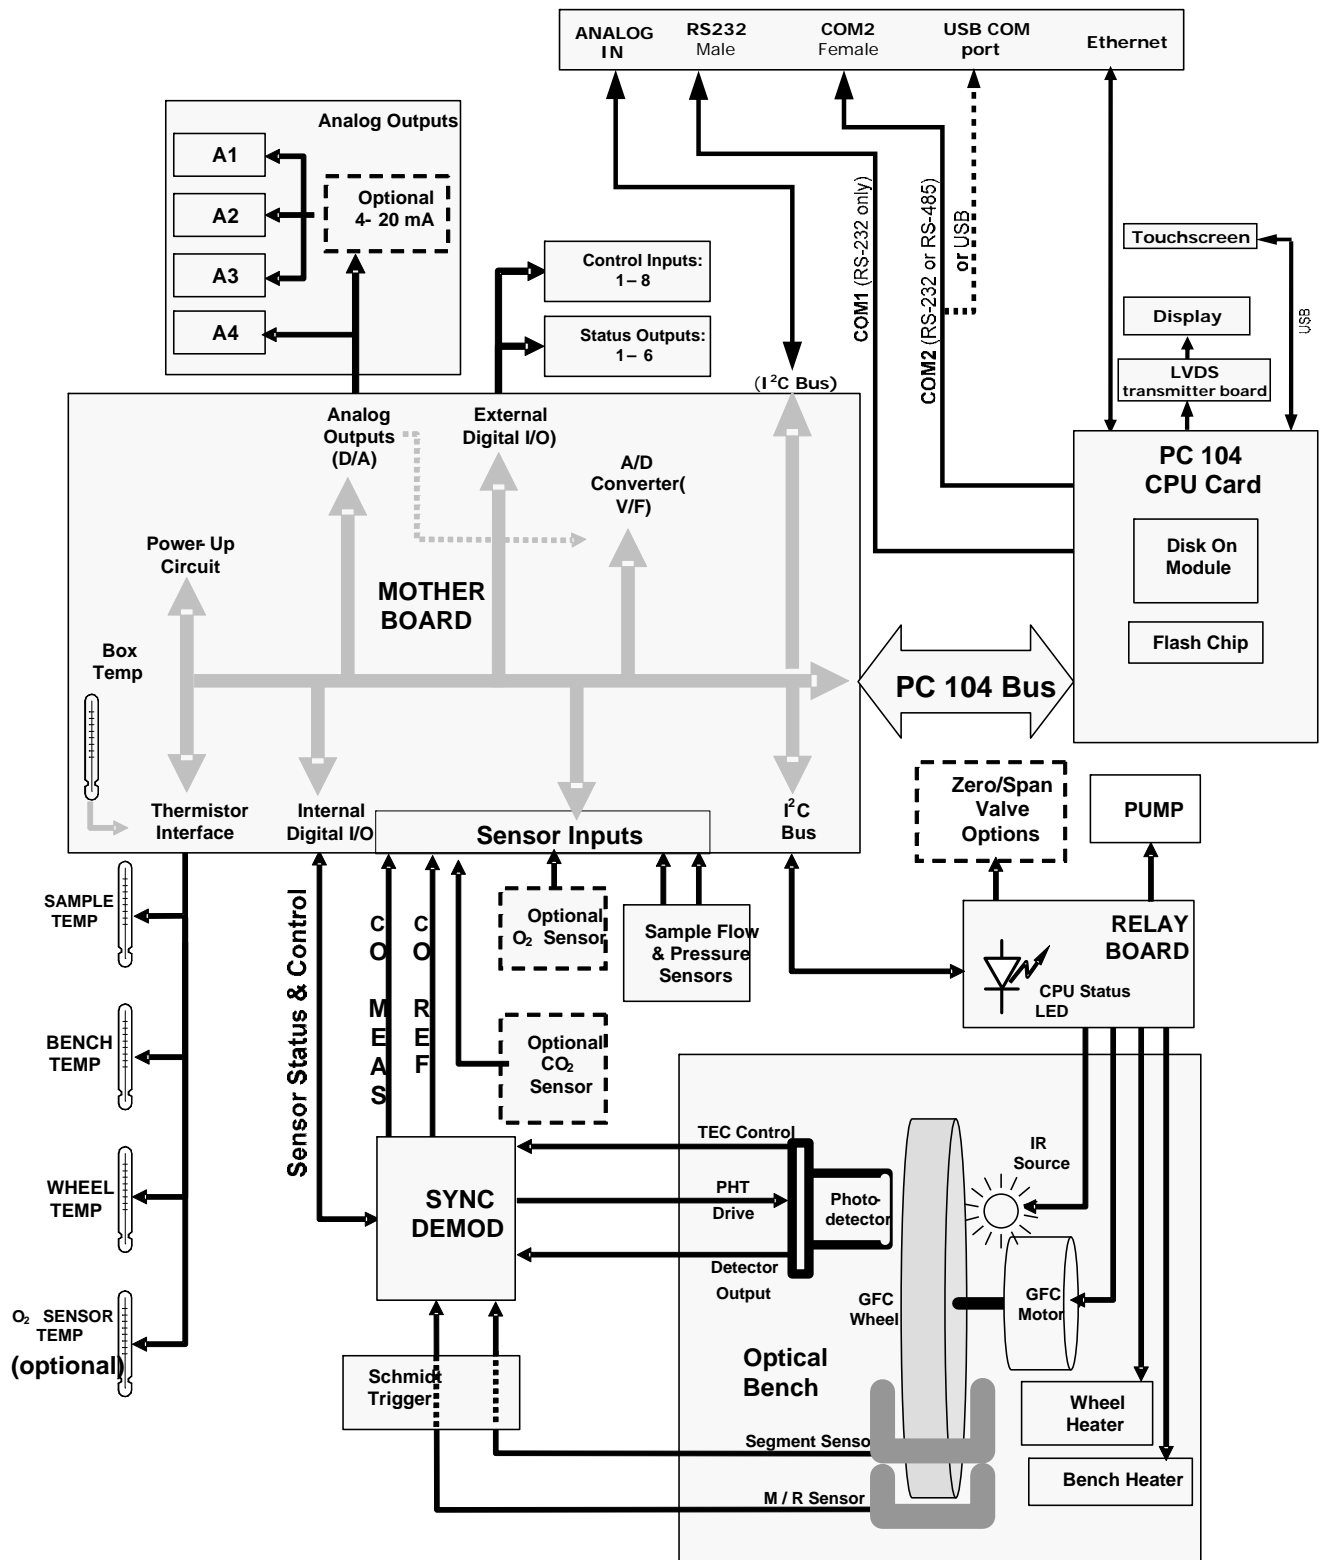 ANALOG
IN
RS232
Male
COM2
Female
USB COM
port
Ethernet
Analog Outputs
A1
A2
A3
A4
Optional
4- 20 mA
Control Inputs:
1 – 8
Status Outputs:
1 – 6
COM1 (RS-232 only)
COM2 (RS-232 or RS-485)
or USB
Touchscreen
USB
Display
LVDS
transmitter board
(I²C Bus)
Analog
Outputs
(D/A)
External
Digital I/O)
A/D
Converter(
V/F)
Power-Up
Circuit
MOTHER
BOARD
Box
Temp
PC 104
CPU Card
Disk On
Module
Flash Chip
PC 104 Bus
Thermistor
Interface
Internal
Digital I/O
Sensor Inputs
I²C
Bus
Zero/Span
Valve
Options
PUMP
SAMPLE
TEMP
BENCH
TEMP
WHEEL
TEMP
O₂ SENSOR
TEMP
(optional)
Sensor Status & Control
CO MEAS
CO REF
Optional
O₂ Sensor
Sample Flow
& Pressure
Sensors
Optional
CO₂
Sensor
RELAY
BOARD
CPU Status
LED
SYNC
DEMOD
TEC Control
PHT
Drive
Detector
Output
Photo-
detector
IR
Source
GFC
Wheel
GFC
Motor
Optical
Bench
Schmidt
Trigger
Segment Sensor
M / R Sensor
Wheel
Heater
Bench Heater